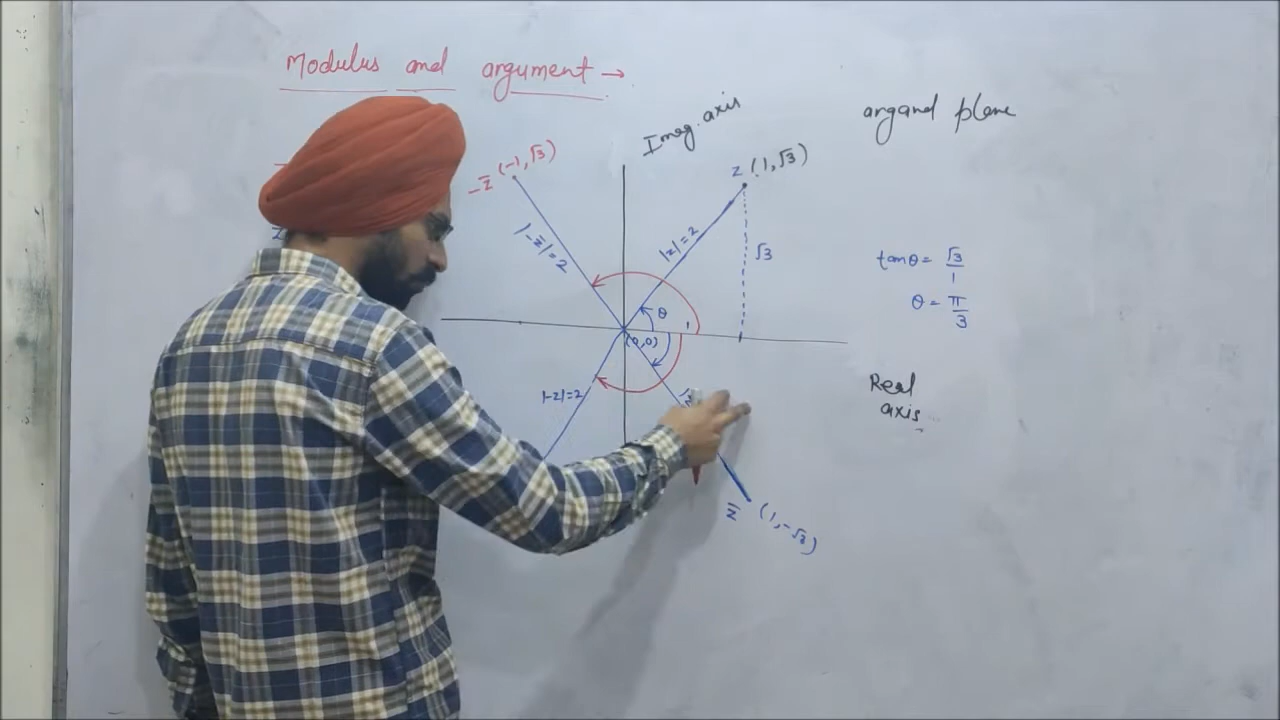 Modulus and argument →
Imag. axis
argand plane
-z̅ (-1, √3)
z (1, √3)
|-z̅|=2
|z|=2
√3
tanθ = √3/1
θ = π/3
θ
1
(0,0)
|-z|=2
Real
axis
z̅ (1, -√3)